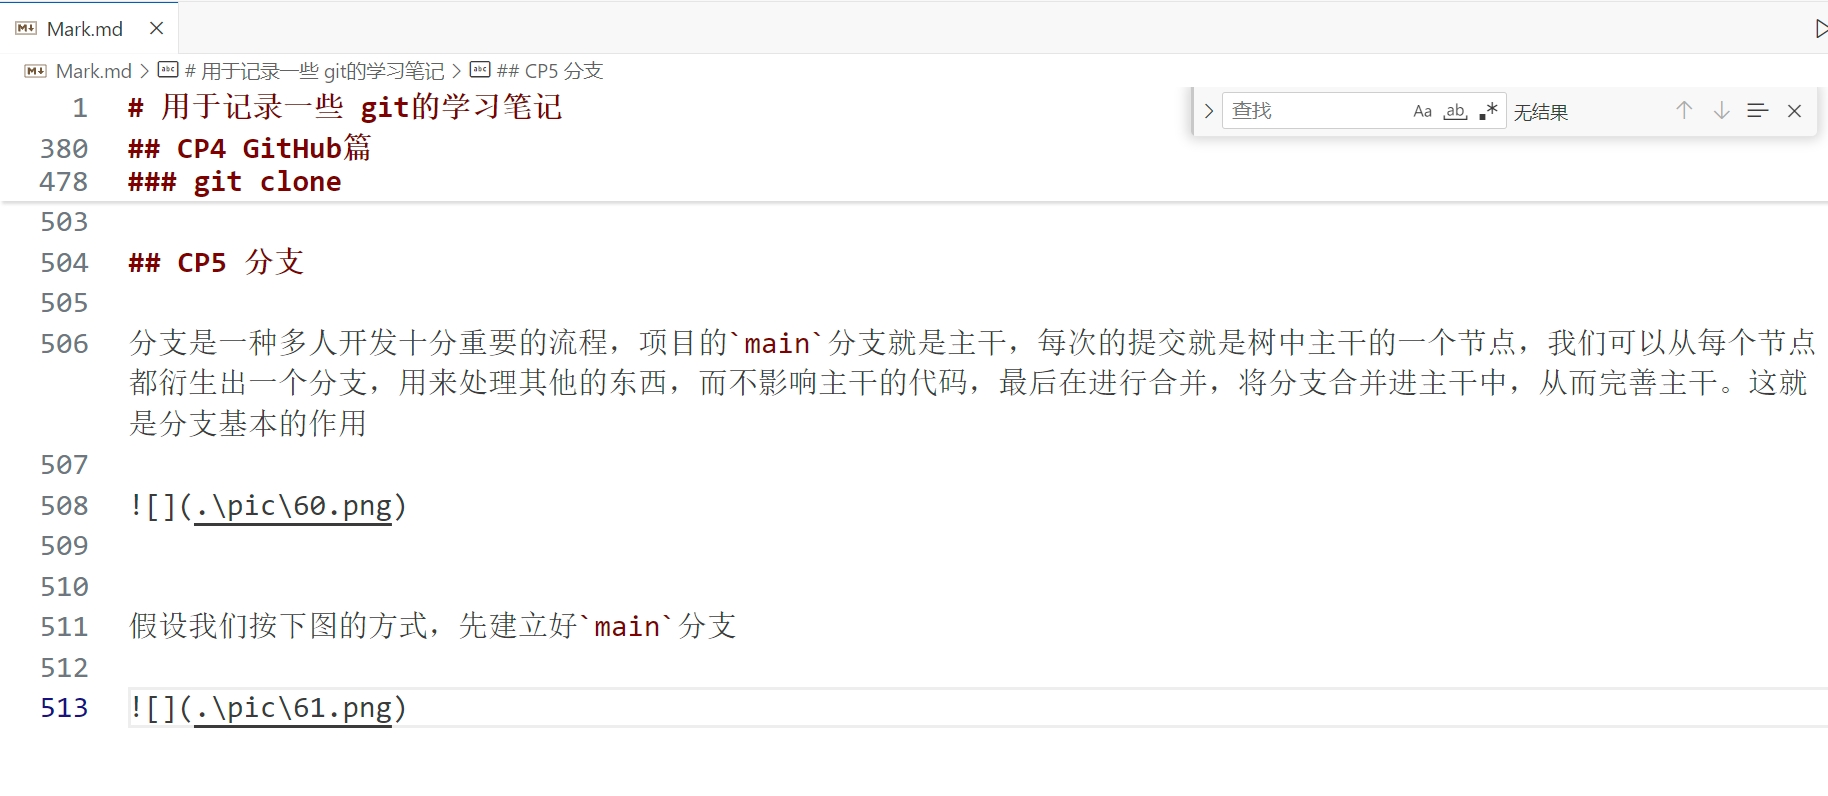 Mark.md
Mark.md > # 用于记录一些 git的学习笔记 > ## CP5 分支
1 # 用于记录一些 git的学习笔记
查找 Aa ab .* 无结果
380 ## CP4 GitHub篇
478 ### git clone
503
504 ## CP5 分支
505
506 分支是一种多人开发十分重要的流程，项目的`main`分支就是主干，每次的提交就是树中主干的一个节点，我们可以从每个节点
都衍生出一个分支，用来处理其他的东西，而不影响主干的代码，最后在进行合并，将分支合并进主干中，从而完善主干。这就
是分支基本的作用
507
508 ![](.\pic\60.png)
509
510
511 假设我们按下图的方式，先建立好`main`分支
512
513 ![](.\pic\61.png)